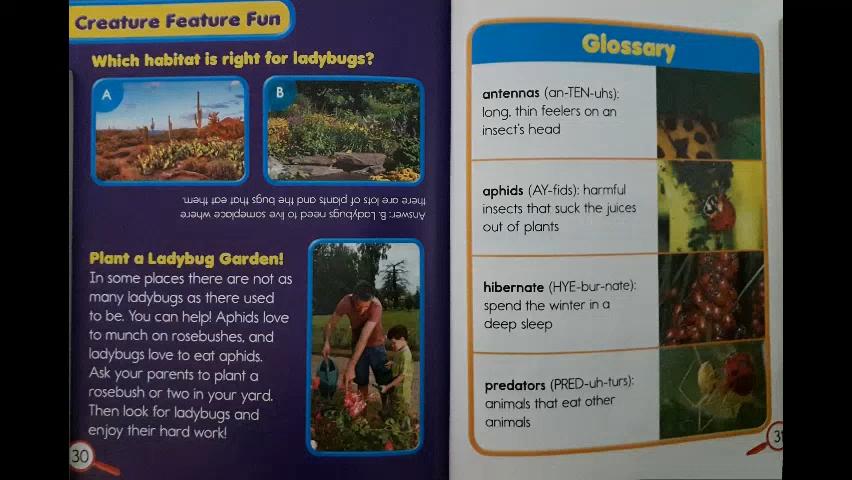 Creature Feature Fun
Which habitat is right for ladybugs?
A
B
Answer: B. Ladybugs need to live someplace where
there are lots of plants and the bugs that eat them.
Plant a Ladybug Garden!
In some places there are not as
many ladybugs as there used
to be. You can help! Aphids love
to munch on rosebushes, and
ladybugs love to eat aphids.
Ask your parents to plant a
rosebush or two in your yard.
Then look for ladybugs and
enjoy their hard work!
30
Glossary
antennas (an-TEN-uhs):
long, thin feelers on an
insect's head
aphids (AY-fids): harmful
insects that suck the juices
out of plants
hibernate (HYE-bur-nate):
spend the winter in a
deep sleep
predators (PRED-uh-turs):
animals that eat other
animals
31